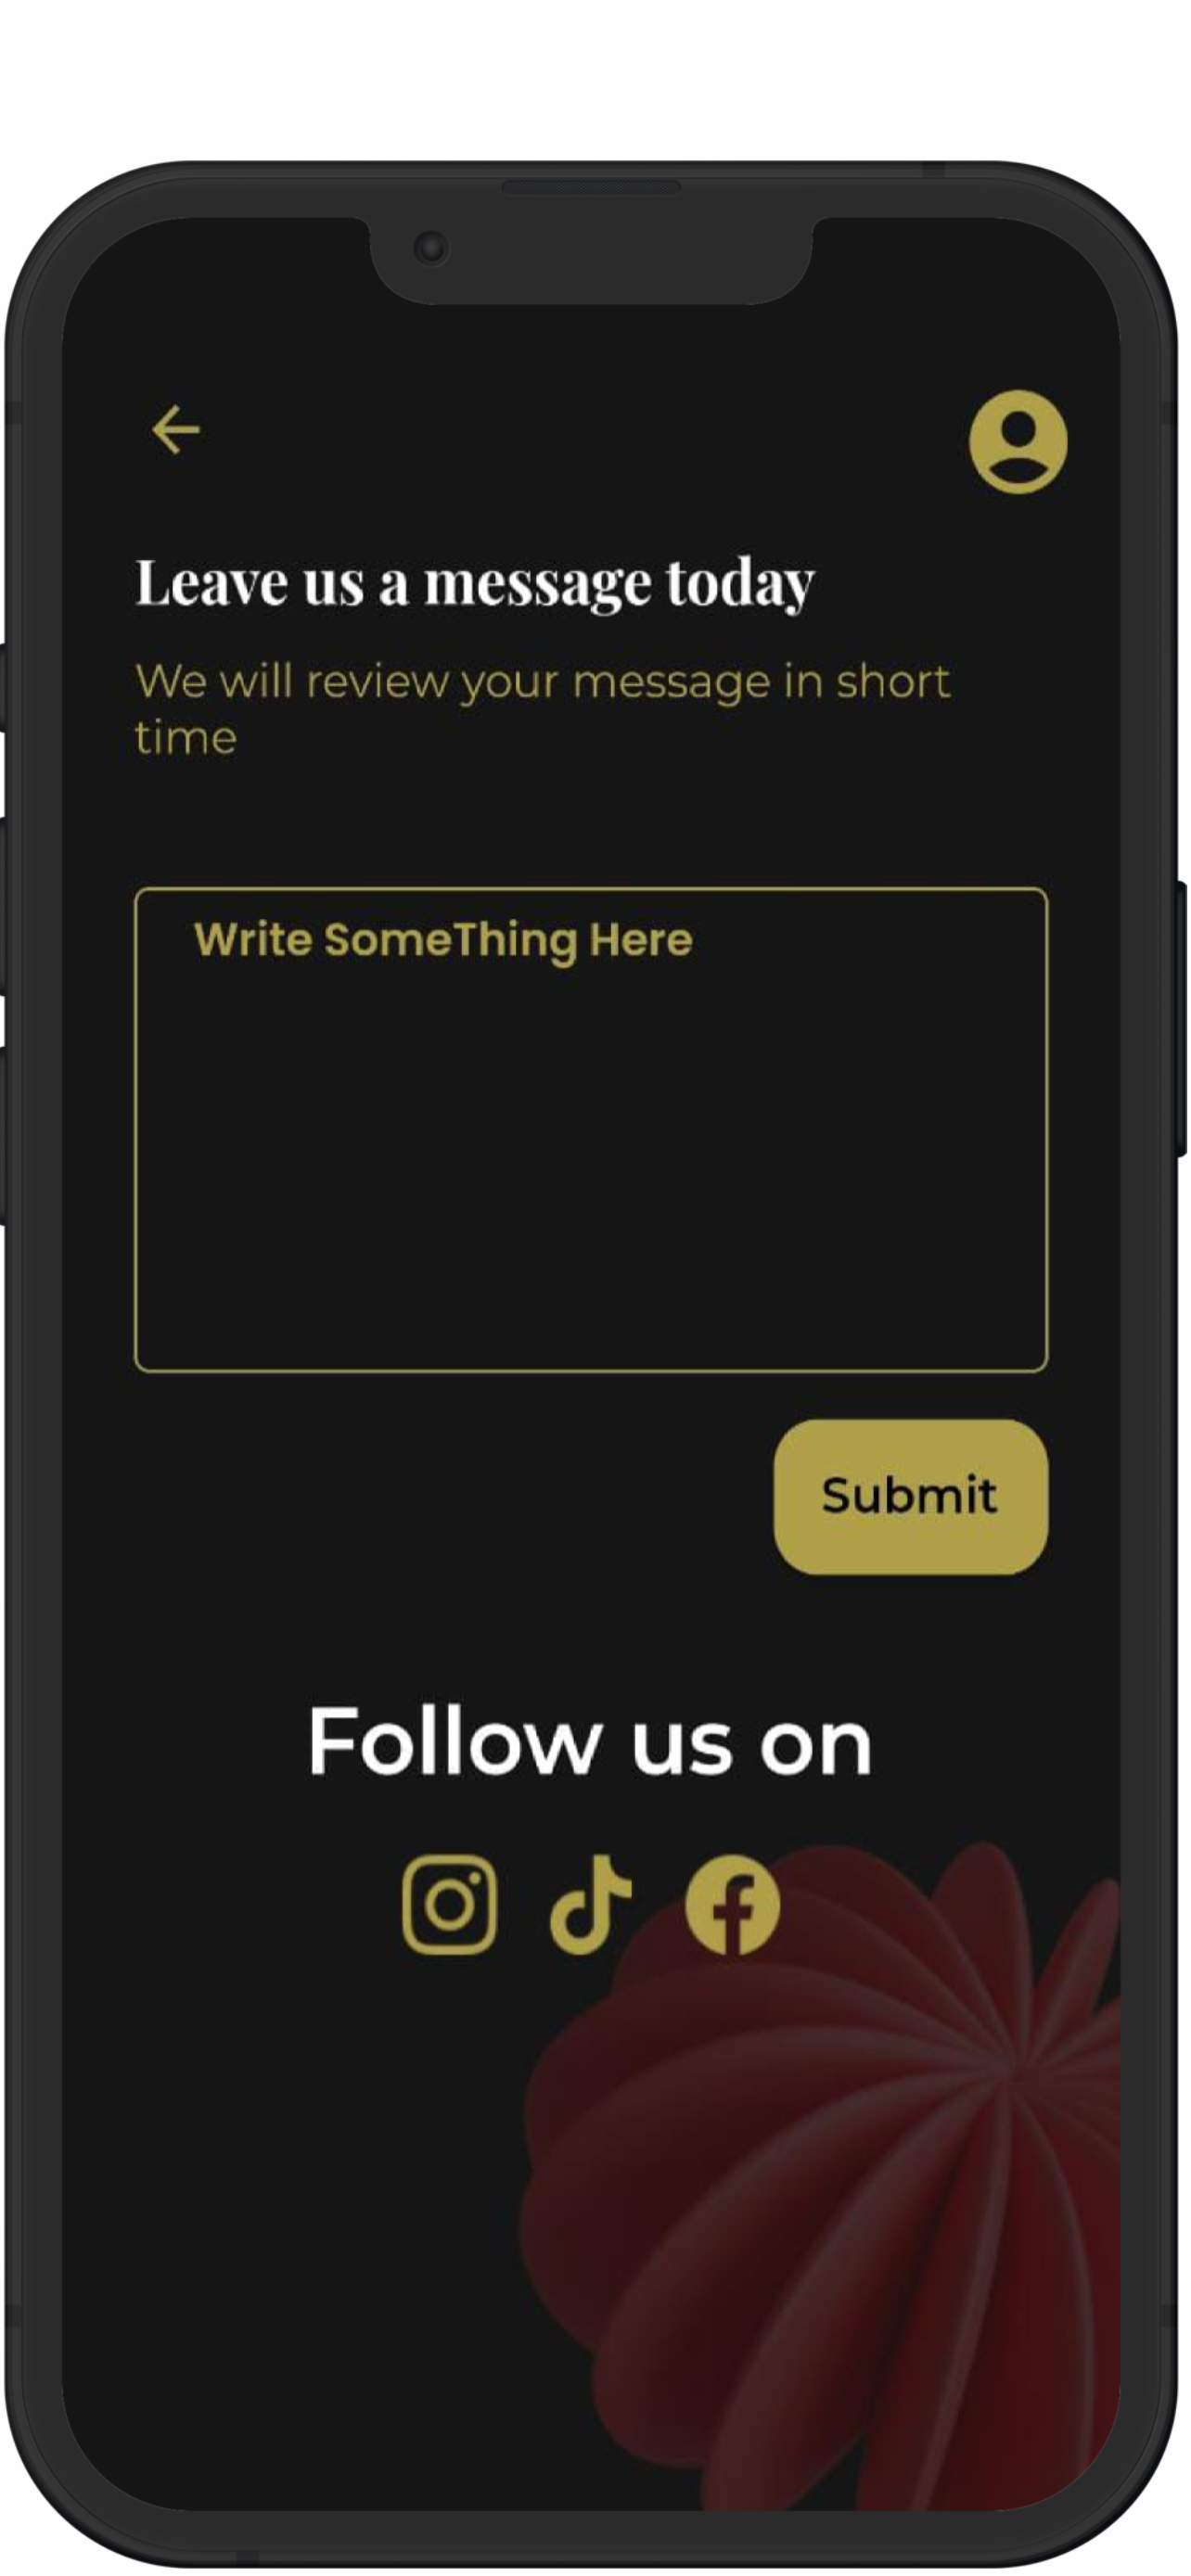 Leave us a message today
We will review your message in short
time
Write SomeThing Here
Submit
Follow us on